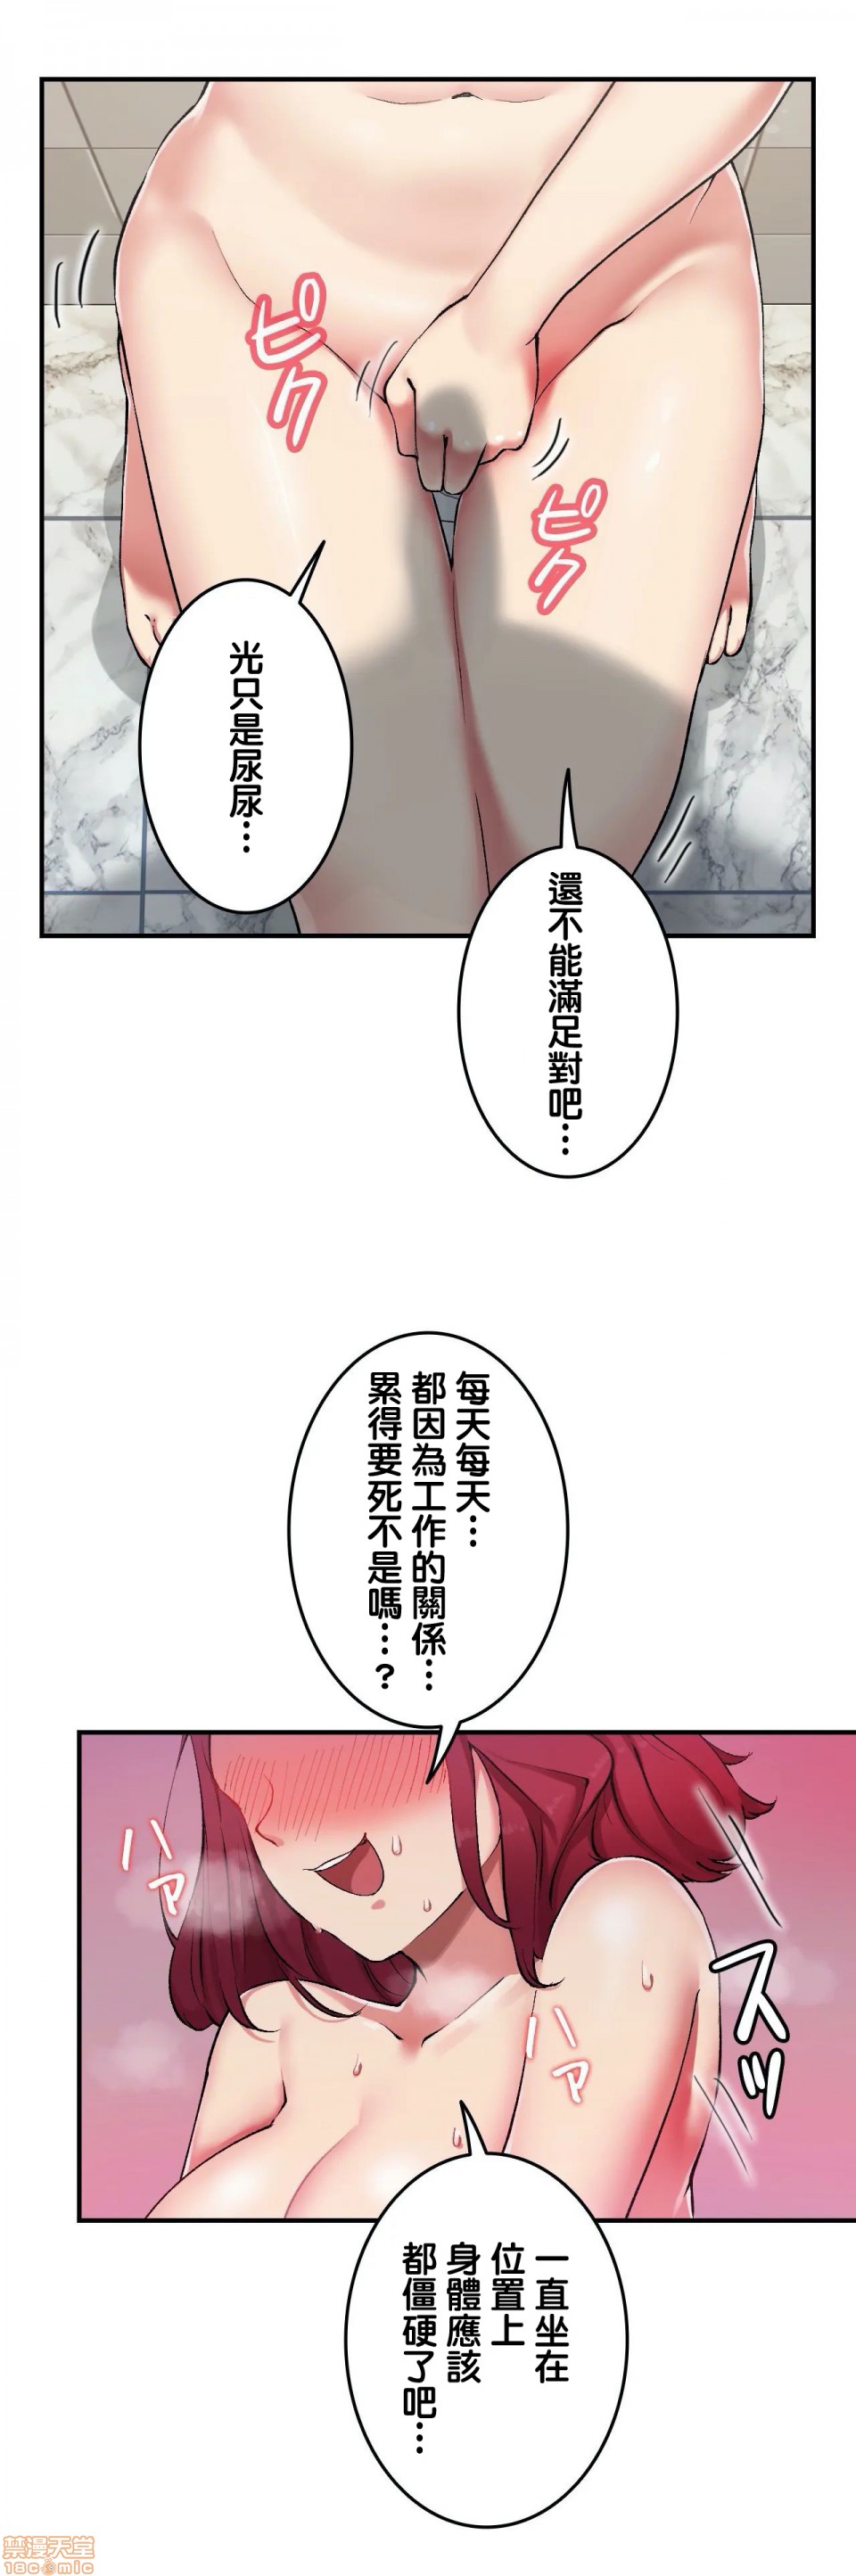 ピク
ピク
光只是尿尿…
還不能滿足對吧…
每天每天…
都因為工作的關係…
累得要死不是嗎…?
ハァ
スッ
ハァ
一直坐在
位置上
身體應該
都僵硬了吧…
禁漫天堂
18comic